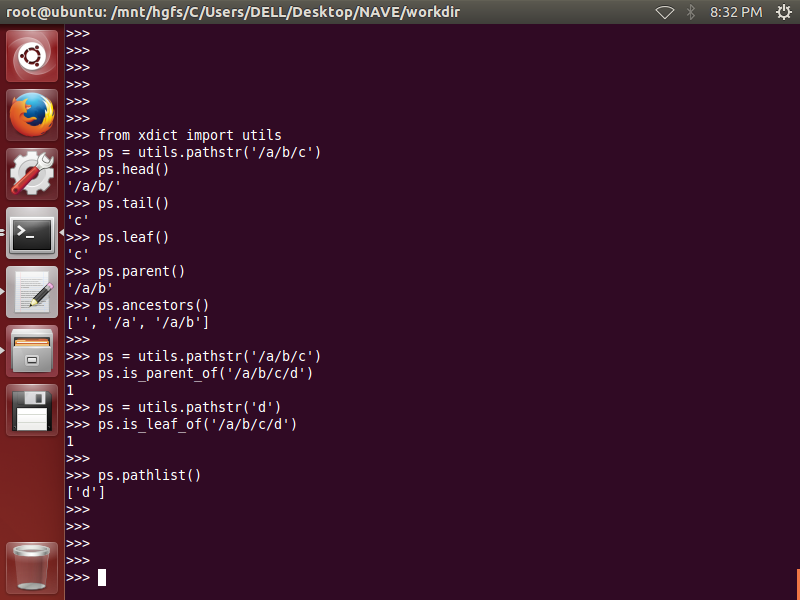 root@ubuntu: /mnt/hgfs/C/Users/DELL/Desktop/NAVE/workdir
8:32 PM
>>>
>>>
>>>
>>>
>>>
>>>
>>> from xdict import utils
>>> ps = utils.pathstr('/a/b/c')
>>> ps.head()
'/a/b/'
>>> ps.tail()
'c'
>>> ps.leaf()
'c'
>>> ps.parent()
'/a/b'
>>> ps.ancestors()
['', '/a', '/a/b']
>>>
>>> ps = utils.pathstr('/a/b/c')
>>> ps.is_parent_of('/a/b/c/d')
1
>>> ps = utils.pathstr('d')
>>> ps.is_leaf_of('/a/b/c/d')
1
>>>
>>> ps.pathlist()
['d']
>>>
>>>
>>>
>>>
>>>